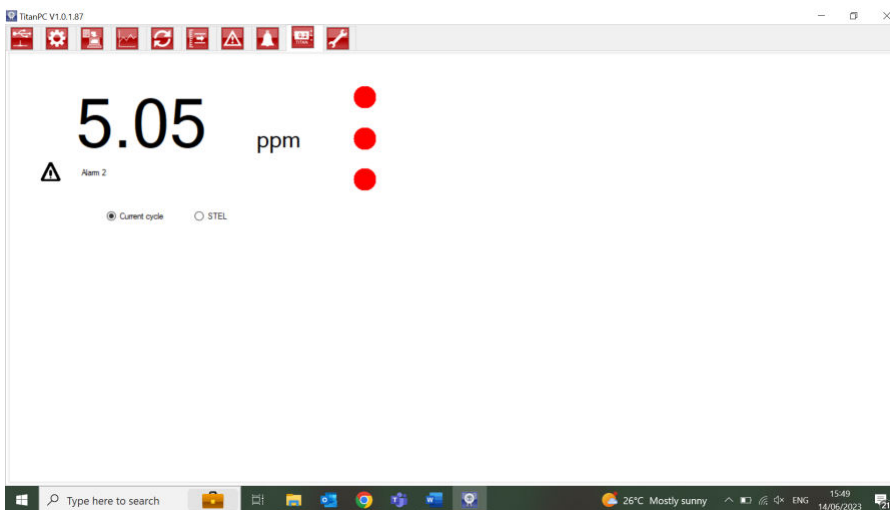 TitanPC V1.0.1.87
5.05 ppm
Alarm 2
Current cycle STEL
Type here to search
26°C Mostly sunny
ENG
15:49
14/06/2023
21